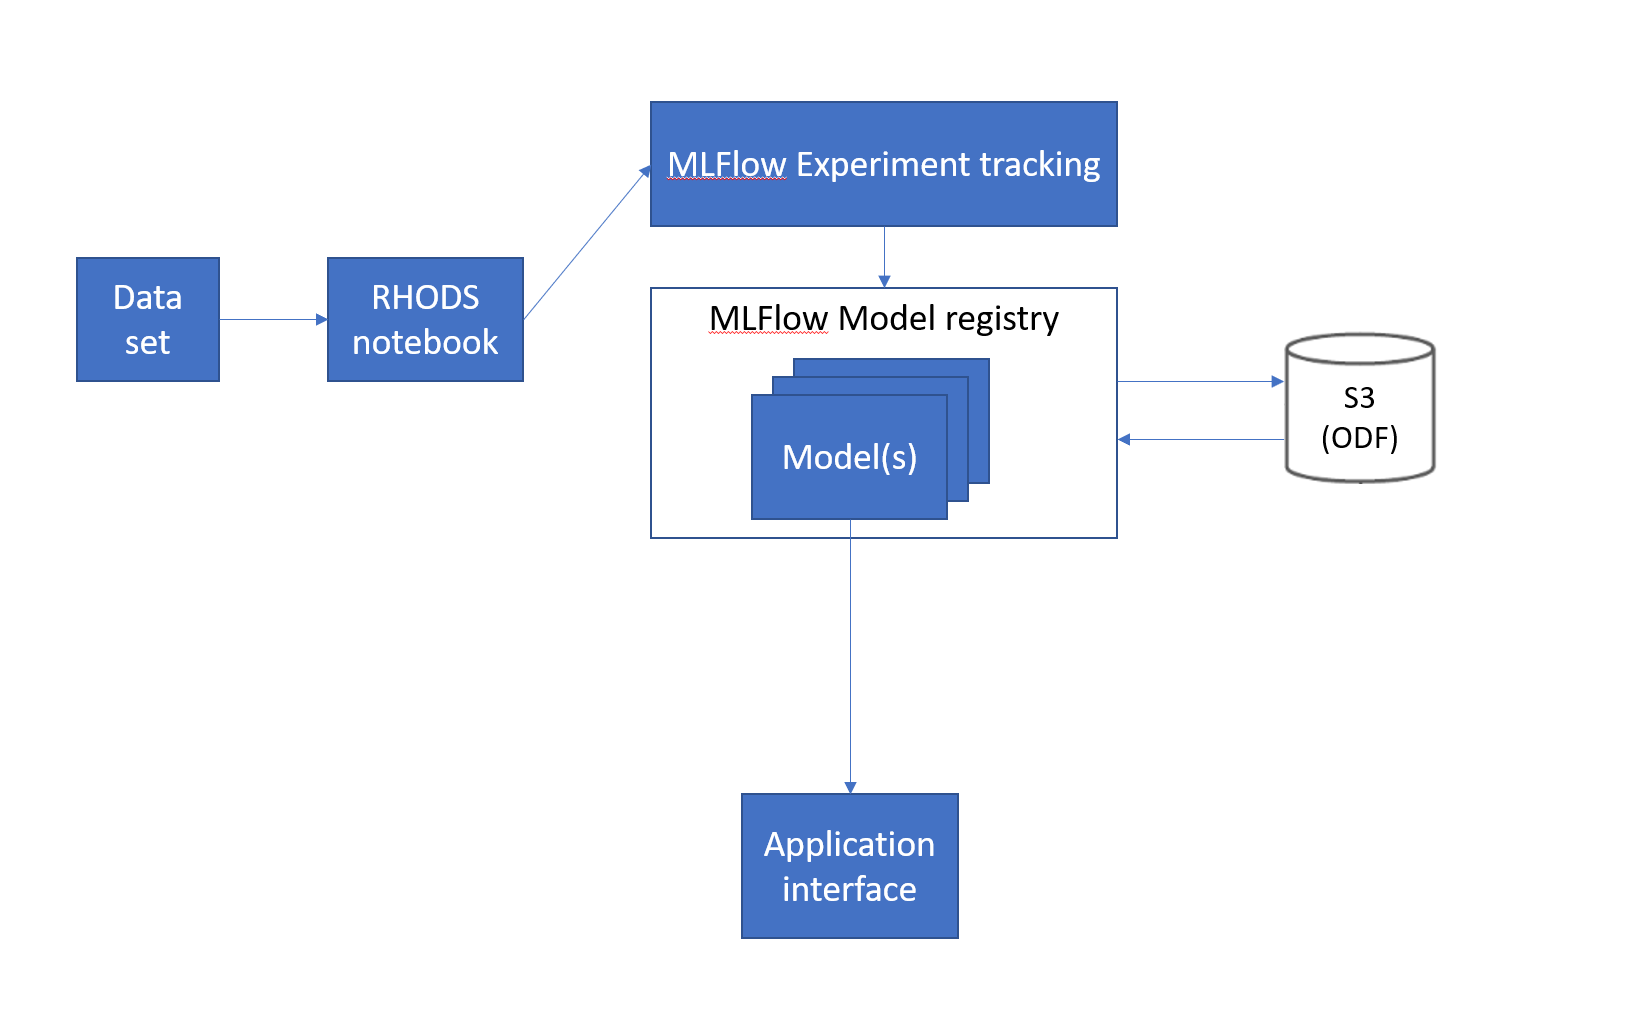 MLFlow Experiment tracking
Data
set
RHODS
notebook
MLFlow Model registry
Model(s)
S3
(ODF)
Application
interface